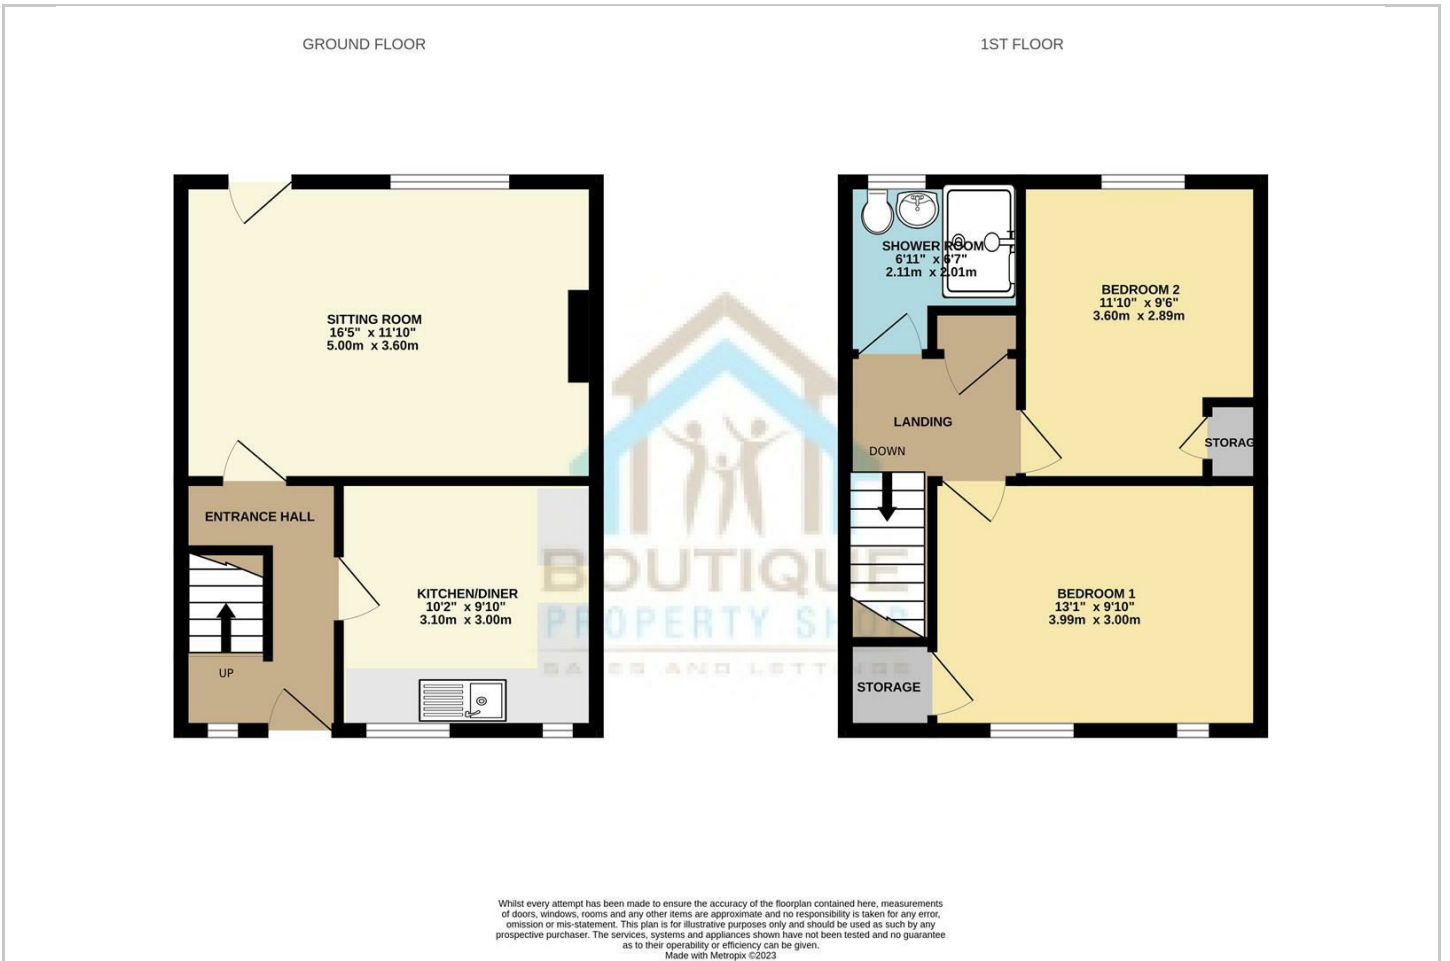 GROUND FLOOR
1ST FLOOR
SITTING ROOM
16'5" x 11'10"
5.00m x 3.60m
ENTRANCE HALL
UP
KITCHEN/DINER
10'2" x 9'10"
3.10m x 3.00m
SHOWER ROOM
6'11" x 6'7"
2.11m x 2.01m
BEDROOM 2
11'10" x 9'6"
3.60m x 2.89m
LANDING
DOWN
STORAG
BEDROOM 1
13'1" x 9'10"
3.99m x 3.00m
STORAGE
BOUTIQUE
PROPERTY SHOP
SALES AND LETTINGS
Whilst every attempt has been made to ensure the accuracy of the floorplan contained here, measurements
of doors, windows, rooms and any other items are approximate and no responsibility is taken for any error,
omission or mis-statement. This plan is for illustrative purposes only and should be used as such by any
prospective purchaser. The services, systems and appliances shown have not been tested and no guarantee
as to their operability or efficiency can be given.
Made with Metropix ©2023